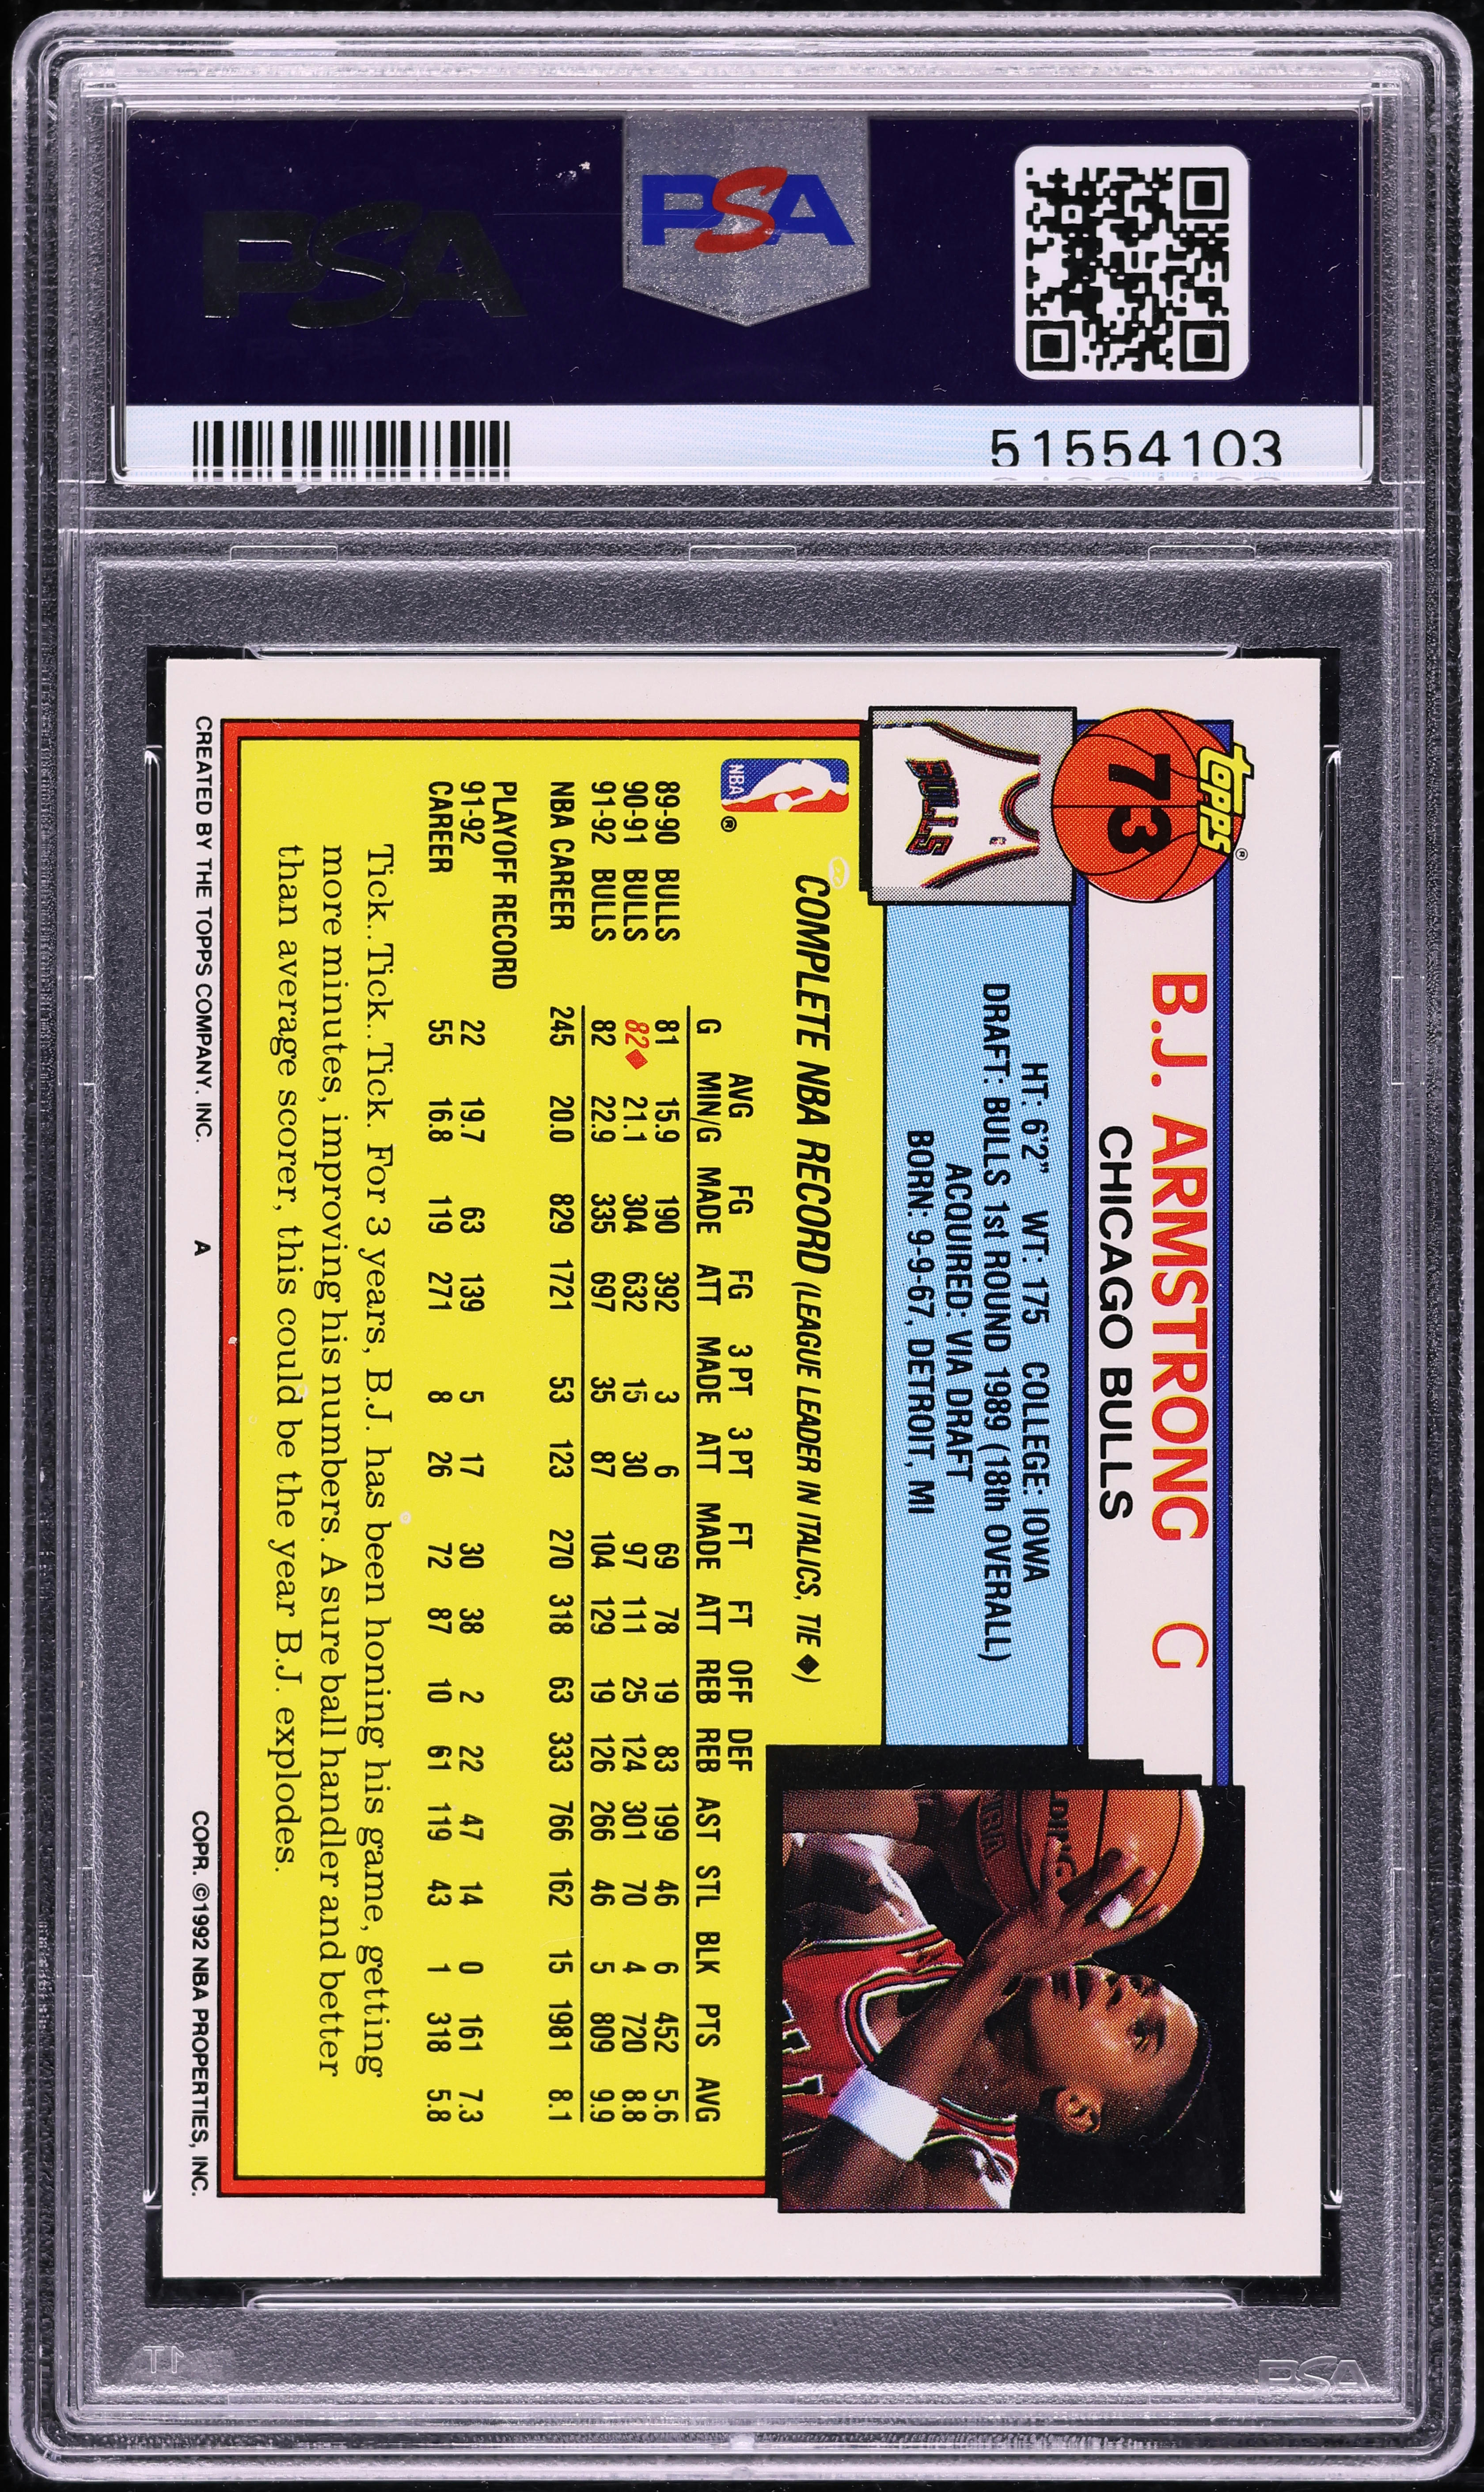 PSA
PSA
51554103
topps®
73
B.J. ARMSTRONG G
CHICAGO BULLS
BULLS
HT: 6'2" WT: 175 COLLEGE: IOWA
DRAFT: BULLS 1st ROUND 1989 (18th OVERALL)
ACQUIRED: VIA DRAFT
BORN: 9-9-67, DETROIT, MI
NBA ®
COMPLETE NBA RECORD (LEAGUE LEADER IN ITALICS, TIE ◆)
AVG FG FG 3 PT 3 PT FT FT OFF DEF
G MIN/G MADE ATT MADE ATT MADE ATT REB REB AST STL BLK PTS AVG
89-90 BULLS 81 15.9 190 392 3 6 69 78 19 83 199 46 6 452 5.6
90-91 BULLS 82◆ 21.1 304 632 15 30 97 111 25 124 301 70 4 720 8.8
91-92 BULLS 82 22.9 335 697 35 87 104 129 19 126 266 46 5 809 9.9
NBA CAREER 245 20.0 829 1721 53 123 270 318 63 333 766 162 15 1981 8.1
PLAYOFF RECORD
91-92 22 19.7 63 139 5 17 30 38 2 22 47 14 0 161 7.3
CAREER 55 16.8 119 271 8 26 72 87 10 61 119 43 1 318 5.8
Tick..Tick..Tick. For 3 years, B.J. has been honing his game, getting
more minutes, improving his numbers. A sure ball handler and better
than average scorer, this could be the year B.J. explodes.
CREATED BY THE TOPPS COMPANY, INC. A COPR. ©1992 NBA PROPERTIES, INC.
PSA